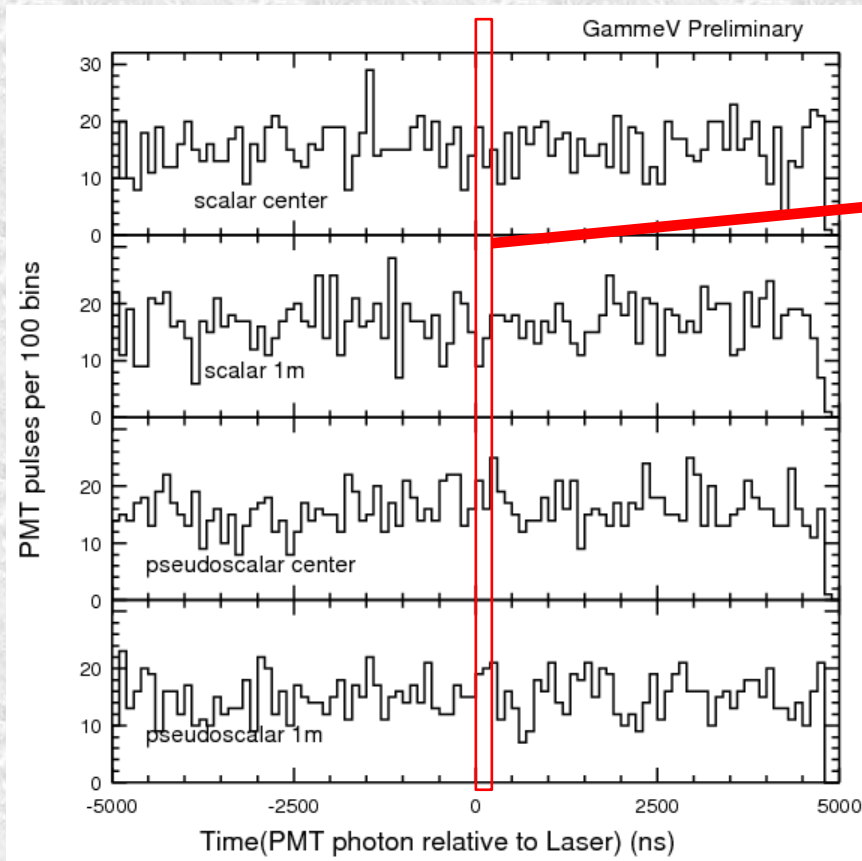 GammeV Preliminary
30
20
10
0
scalar center
20
10
0
scalar 1m
20
10
0
pseudoscalar center
20
10
0
pseudoscalar 1m
-5000
-2500
0
2500
5000
PMT pulses per 100 bins
Time(PMT photon relative to Laser) (ns)